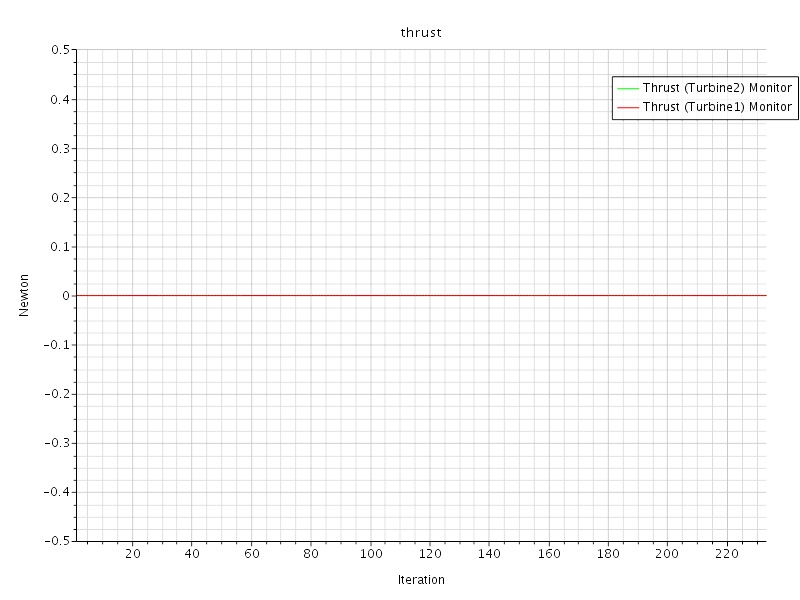 thrust
Thrust (Turbine2) Monitor
Thrust (Turbine1) Monitor
0.5
0.4
0.3
0.2
0.1
0
-0.1
-0.2
-0.3
-0.4
-0.5
Newton
20 40 60 80 100 120 140 160 180 200 220
Iteration